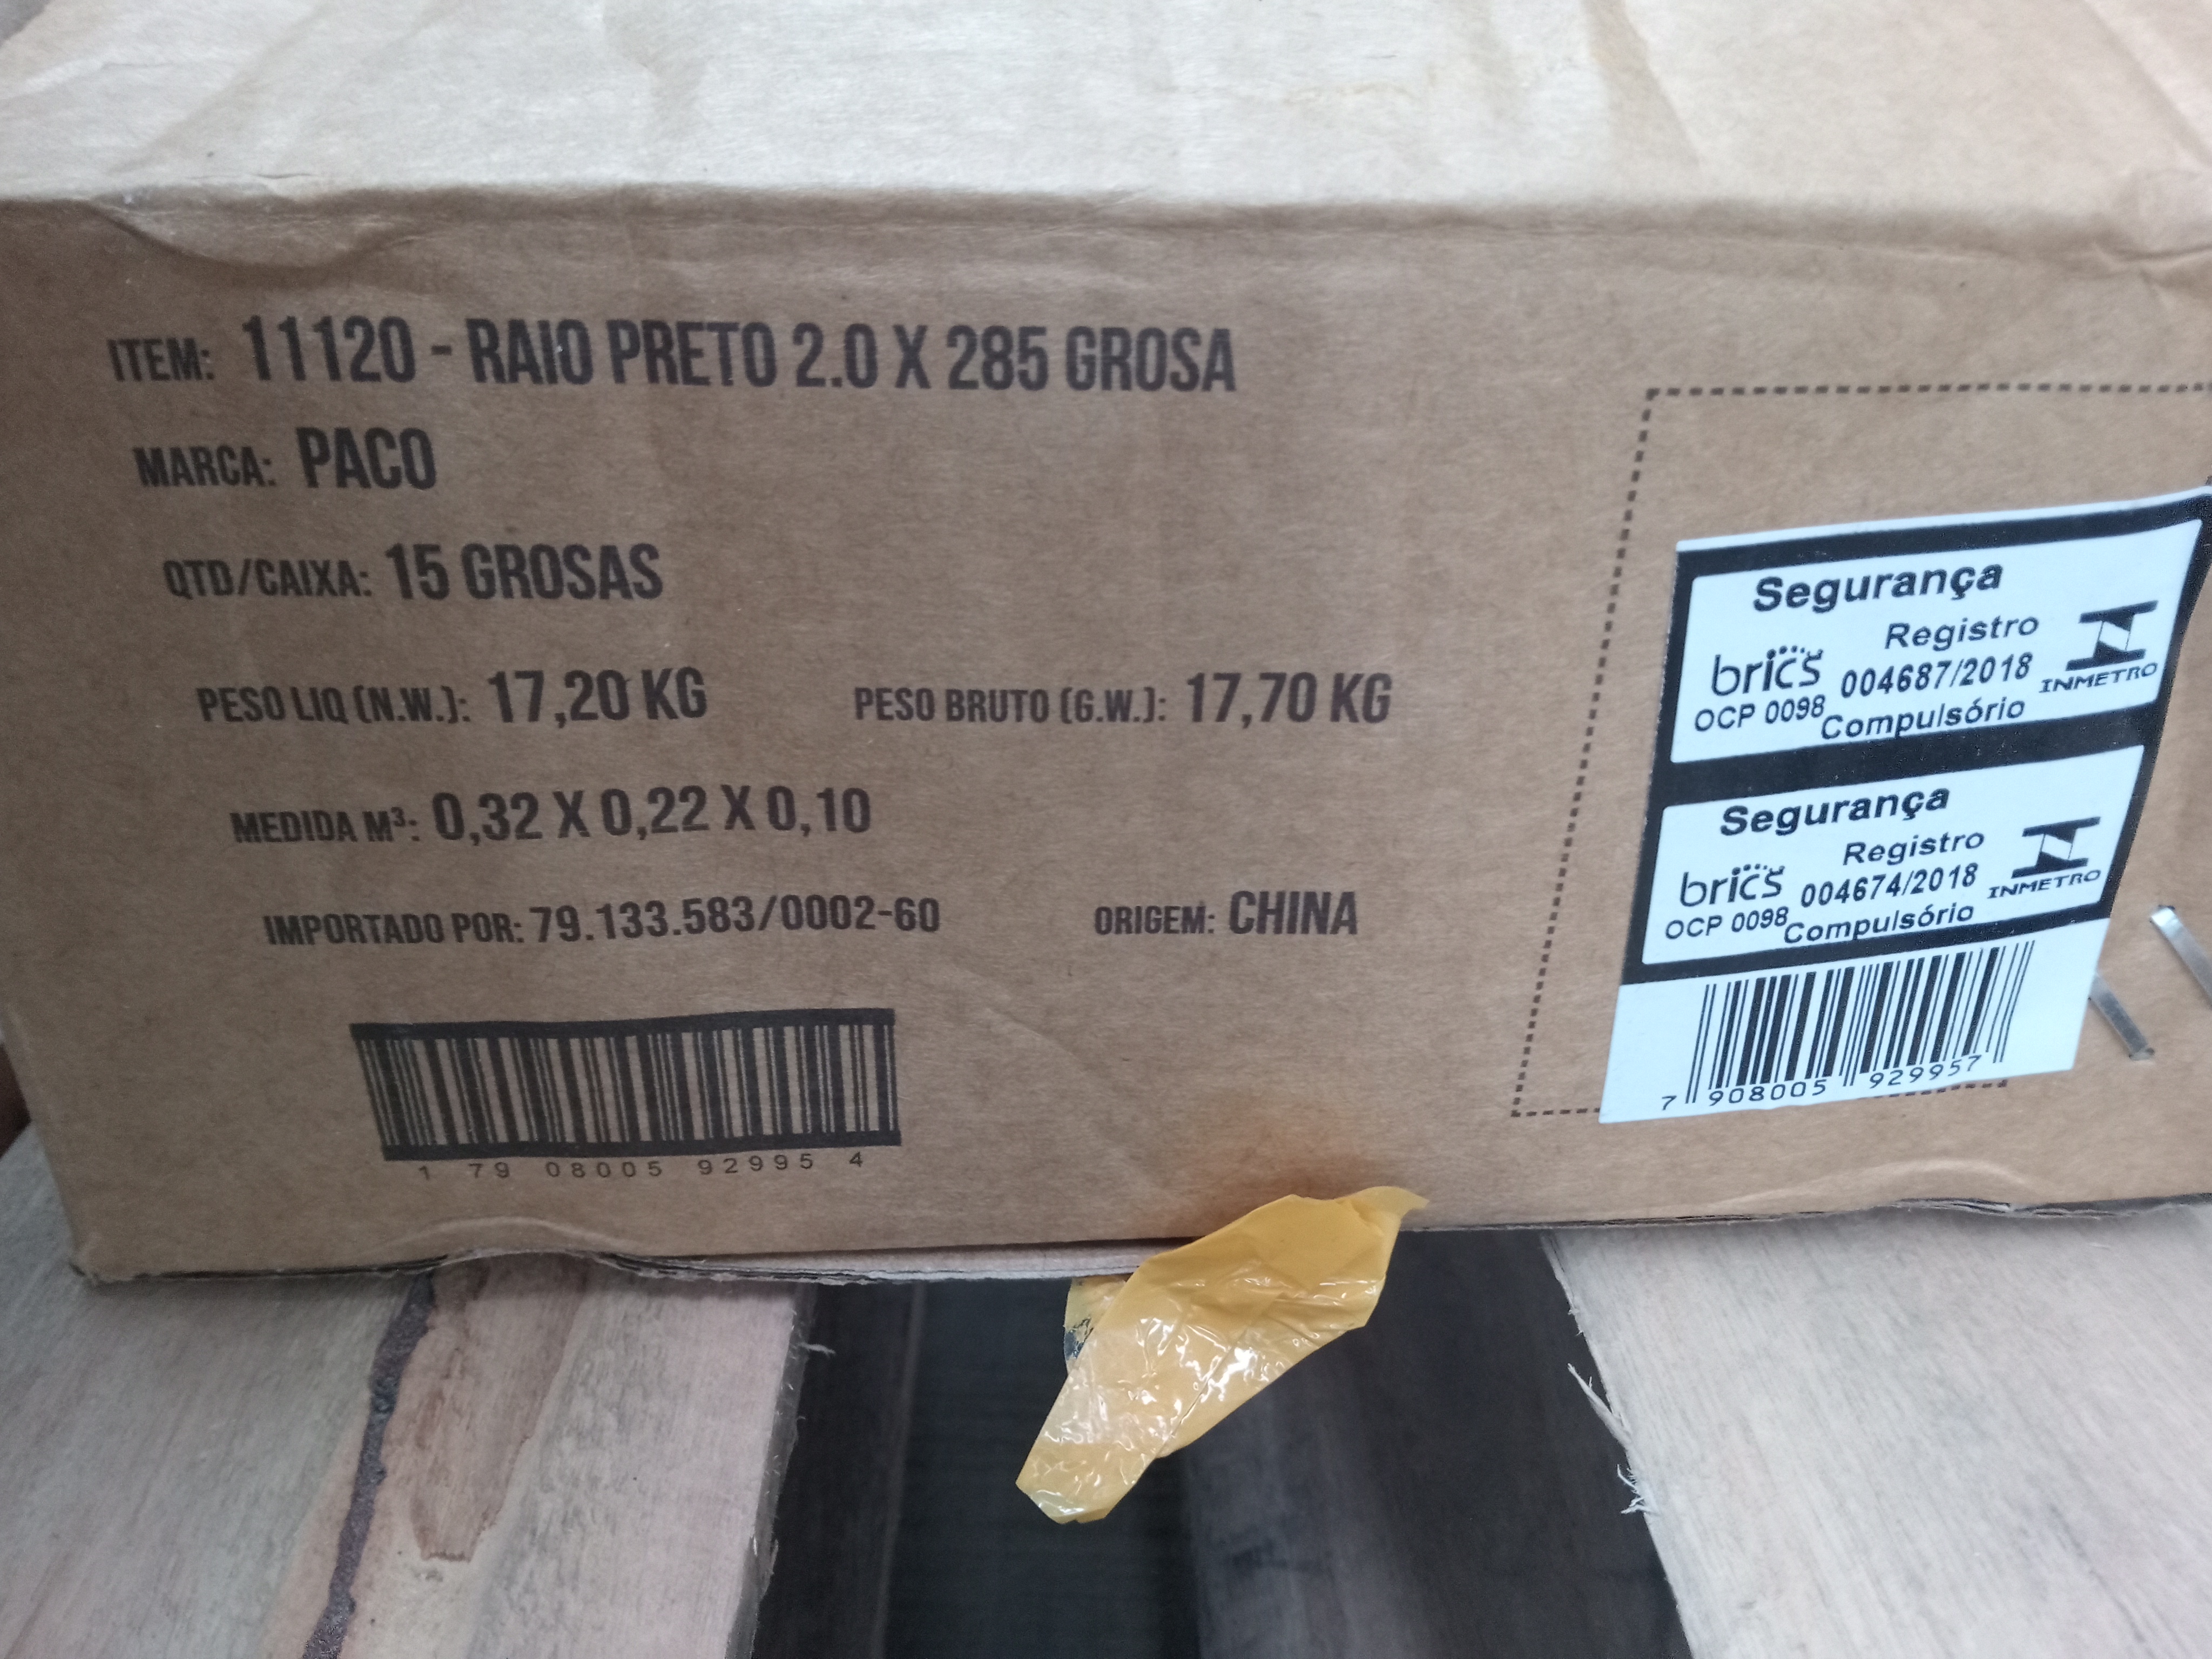 ITEM: 11120 - RAIO PRETO 2.0 X 285 GROSA
MARCA: PACO
QTD/CAIXA: 15 GROSAS
PESO LIQ (N.W.): 17,20 KG PESO BRUTO (G.W.): 17,70 KG
MEDIDA M³: 0,32 X 0,22 X 0,10
IMPORTADO POR: 79.133.583/0002-60 ORIGEM: CHINA
1 79 08005 92995 4
Segurança
Registro
brics 004687/2018 INMETRO
OCP 0098 Compulsório
Segurança
Registro
brics 004674/2018 INMETRO
OCP 0098 Compulsório
7 908005 929957